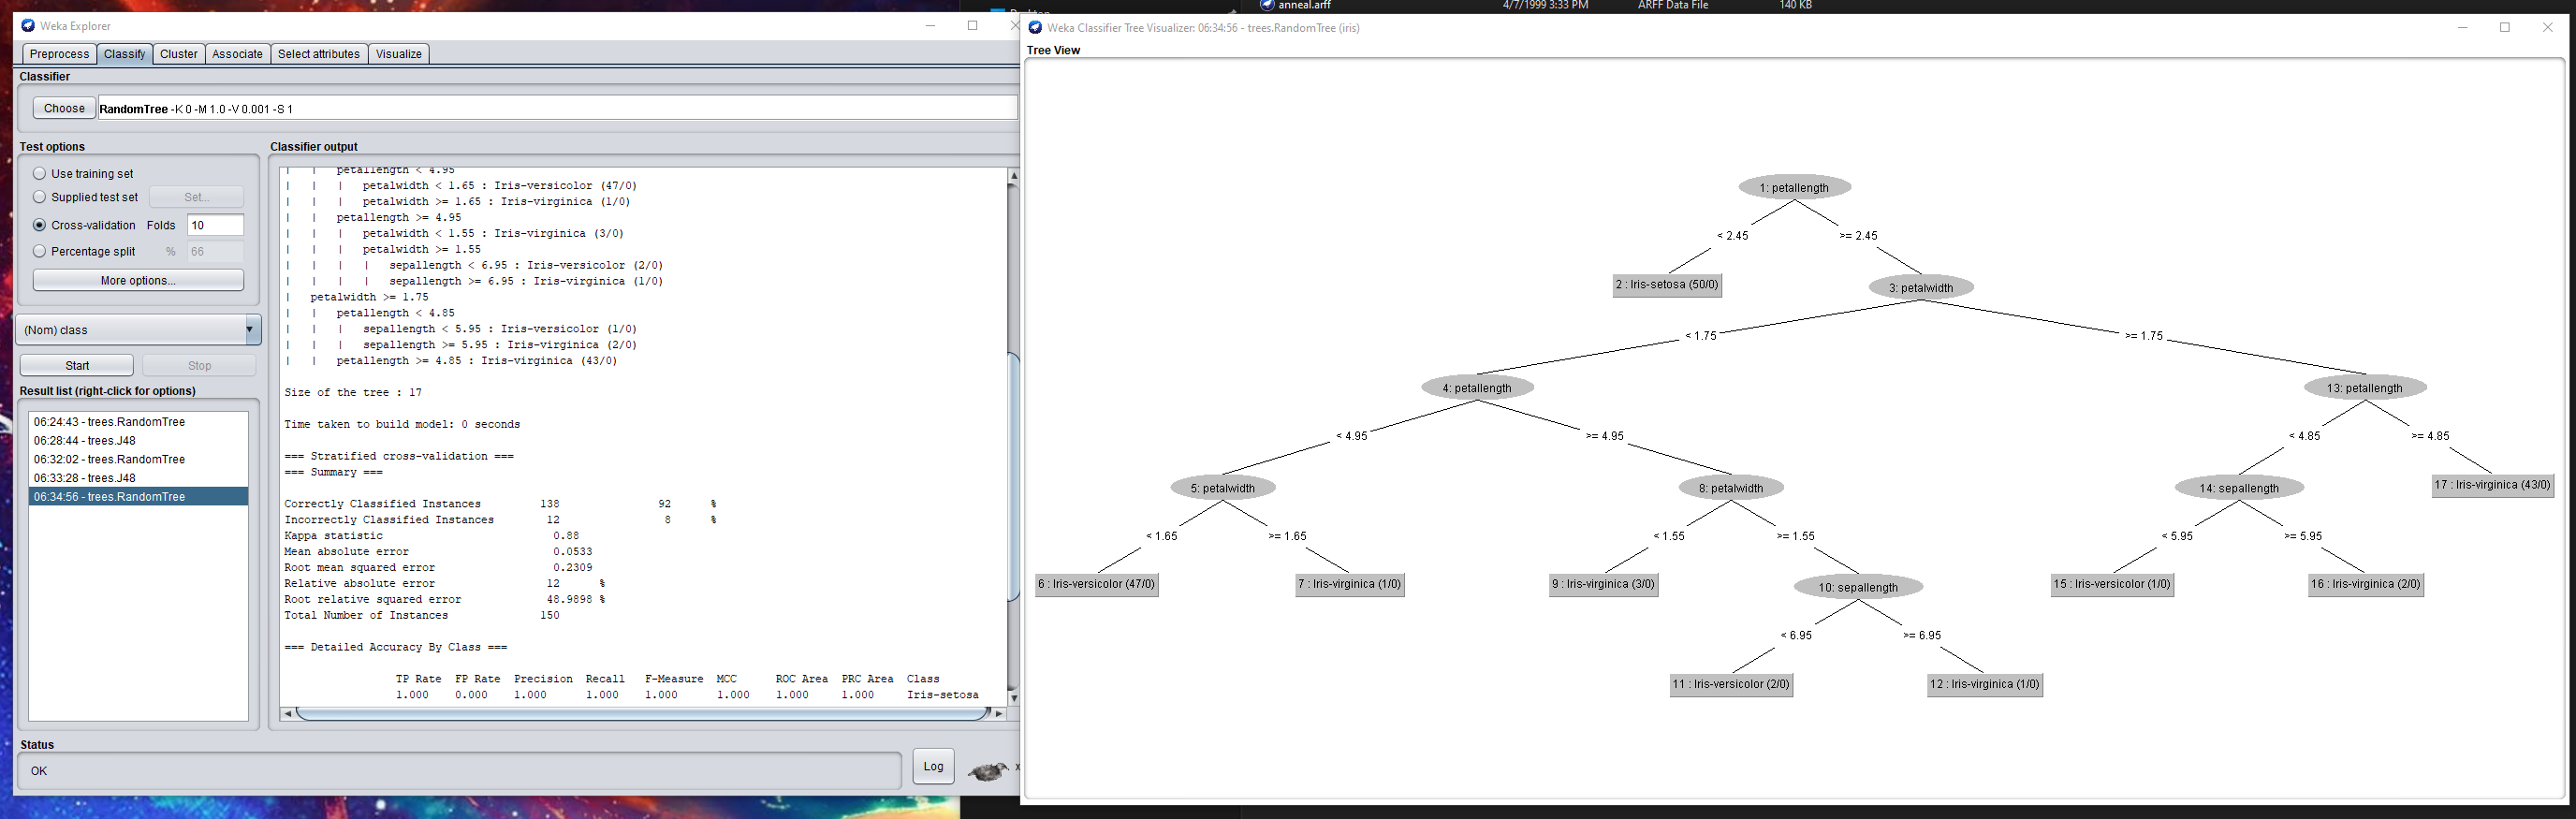 Desktop
anneal.arff 4/7/1999 3:33 PM ARFF Data File 140 KB
Weka Explorer
Preprocess Classify Cluster Associate Select attributes Visualize
Classifier
Choose RandomTree -K 0 -M 1.0 -V 0.001 -S 1
Test options
Use training set
Supplied test set Set...
Cross-validation Folds 10
Percentage split % 66
More options...
(Nom) class
Start Stop
Result list (right-click for options)
06:24:43 - trees.RandomTree
06:28:44 - trees.J48
06:32:02 - trees.RandomTree
06:33:28 - trees.J48
06:34:56 - trees.RandomTree
Classifier output
| | petallength < 4.95
| | | petalwidth < 1.65 : Iris-versicolor (47/0)
| | | petalwidth >= 1.65 : Iris-virginica (1/0)
| | petallength >= 4.95
| | | petalwidth < 1.55 : Iris-virginica (3/0)
| | | petalwidth >= 1.55
| | | | sepallength < 6.95 : Iris-versicolor (2/0)
| | | | sepallength >= 6.95 : Iris-virginica (1/0)
| petalwidth >= 1.75
| | petallength < 4.85
| | | sepallength < 5.95 : Iris-versicolor (1/0)
| | | sepallength >= 5.95 : Iris-virginica (2/0)
| | petallength >= 4.85 : Iris-virginica (43/0)
Size of the tree : 17
Time taken to build model: 0 seconds
=== Stratified cross-validation ===
=== Summary ===
Correctly Classified Instances 138 92 %
Incorrectly Classified Instances 12 8 %
Kappa statistic 0.88
Mean absolute error 0.0533
Root mean squared error 0.2309
Relative absolute error 12 %
Root relative squared error 48.9898 %
Total Number of Instances 150
=== Detailed Accuracy By Class ===
TP Rate FP Rate Precision Recall F-Measure MCC ROC Area PRC Area Class
1.000 0.000 1.000 1.000 1.000 1.000 1.000 1.000 Iris-setosa
Status
OK
Log
x
Weka Classifier Tree Visualizer: 06:34:56 - trees.RandomTree (iris)
Tree View
1: petallength
< 2.45 >= 2.45
2 : Iris-setosa (50/0) 3: petalwidth
< 1.75 >= 1.75
4: petallength 13: petallength
< 4.95 >= 4.95 < 4.85 >= 4.85
5: petalwidth 8: petalwidth 14: sepallength 17 : Iris-virginica (43/0)
< 1.65 >= 1.65 < 1.55 >= 1.55 < 5.95 >= 5.95
6 : Iris-versicolor (47/0) 7 : Iris-virginica (1/0) 9 : Iris-virginica (3/0) 10: sepallength 15 : Iris-versicolor (1/0) 16 : Iris-virginica (2/0)
< 6.95 >= 6.95
11 : Iris-versicolor (2/0) 12 : Iris-virginica (1/0)